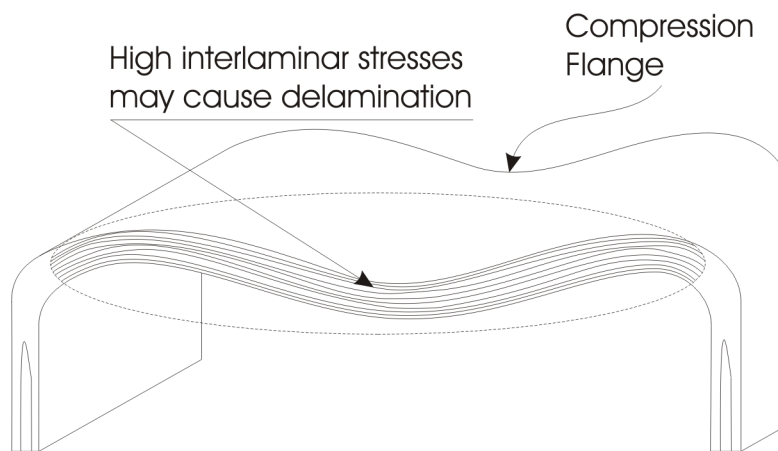 High interlaminar stresses
may cause delamination
Compression
Flange